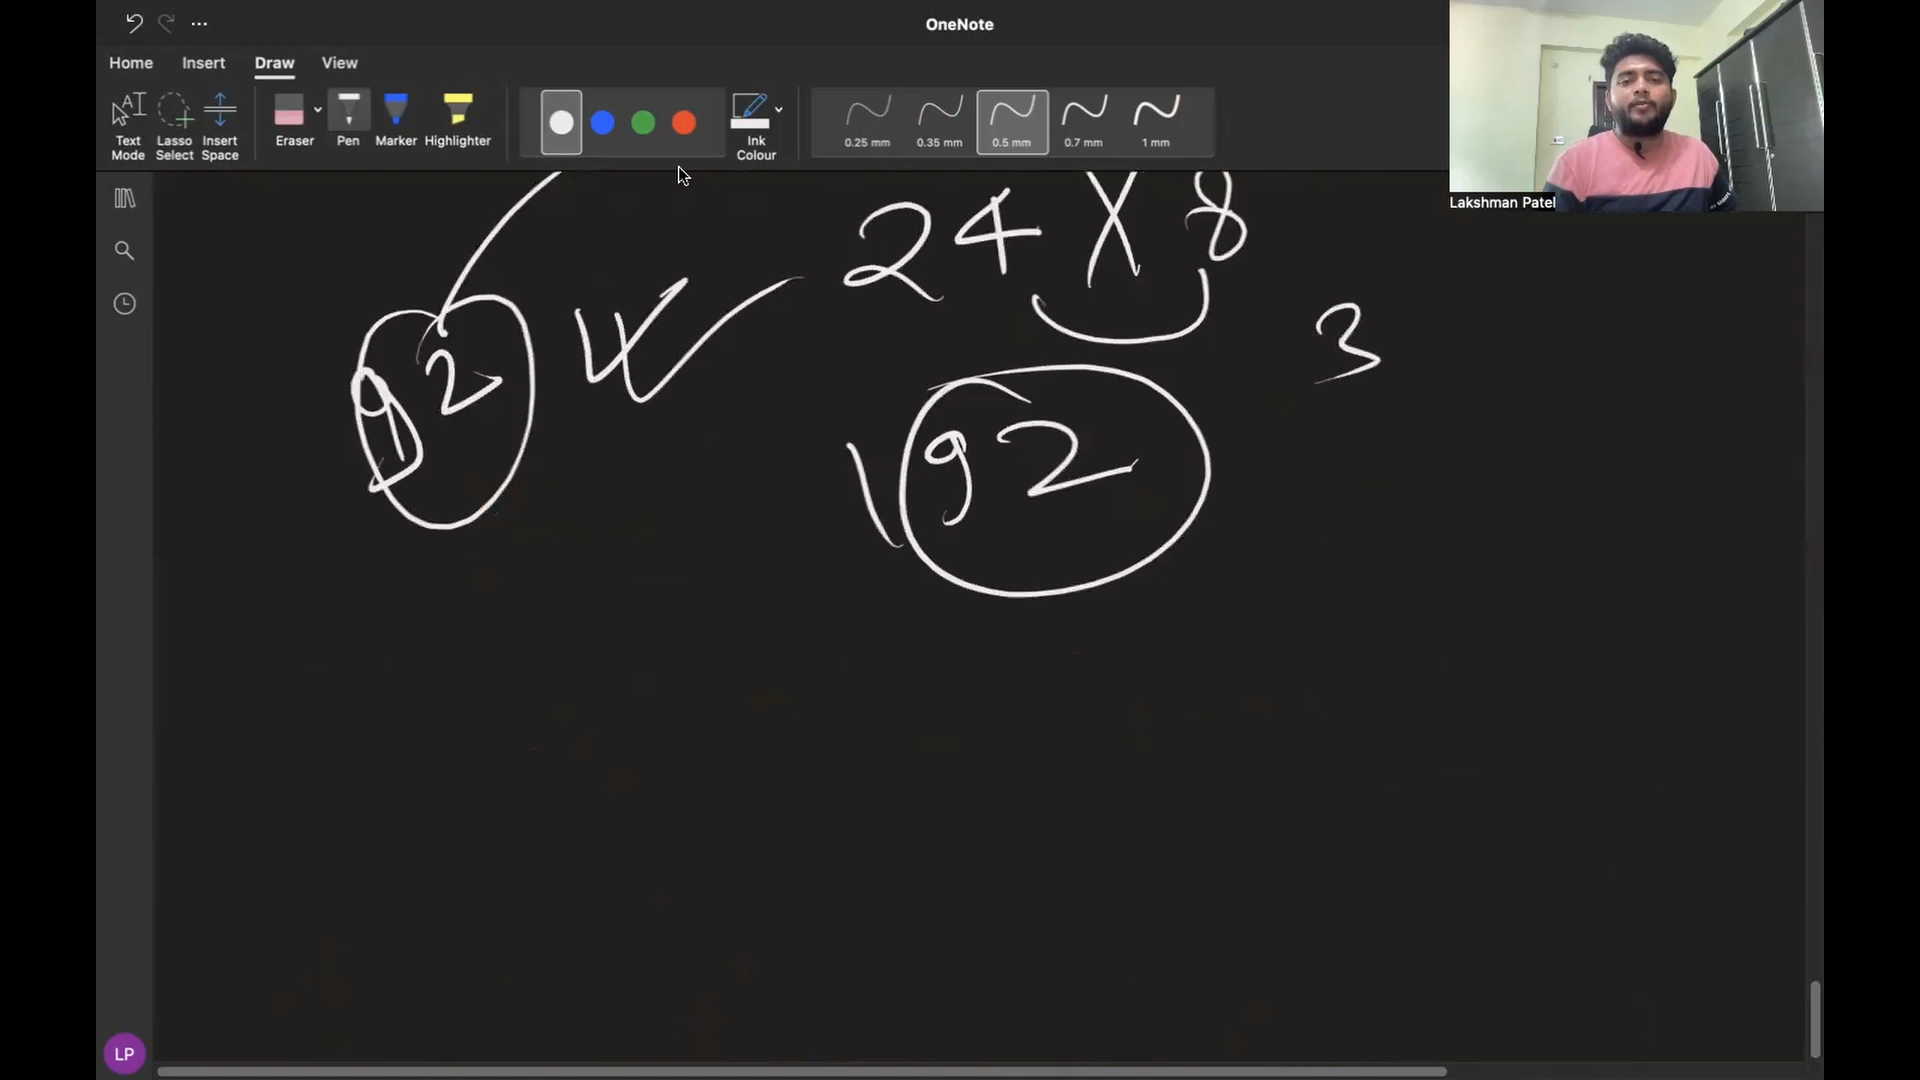 OneNote
Home Insert Draw View
Text Mode
Lasso Select
Insert Space
Eraser
Pen
Marker
Highlighter
Ink Colour
0.25 mm
0.35 mm
0.5 mm
0.7 mm
1 mm
Lakshman Patel
24 X 8
3
92
192
LP